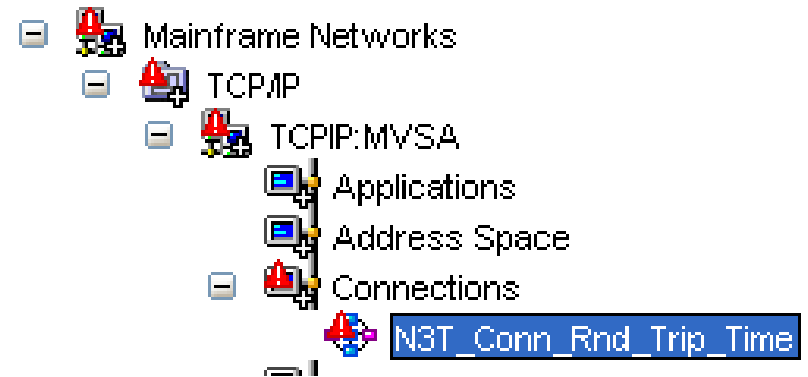 Mainframe Networks
TCP/IP
TCPIP:MVSA
Applications
Address Space
Connections
N3T_Conn_Rnd_Trip_Time